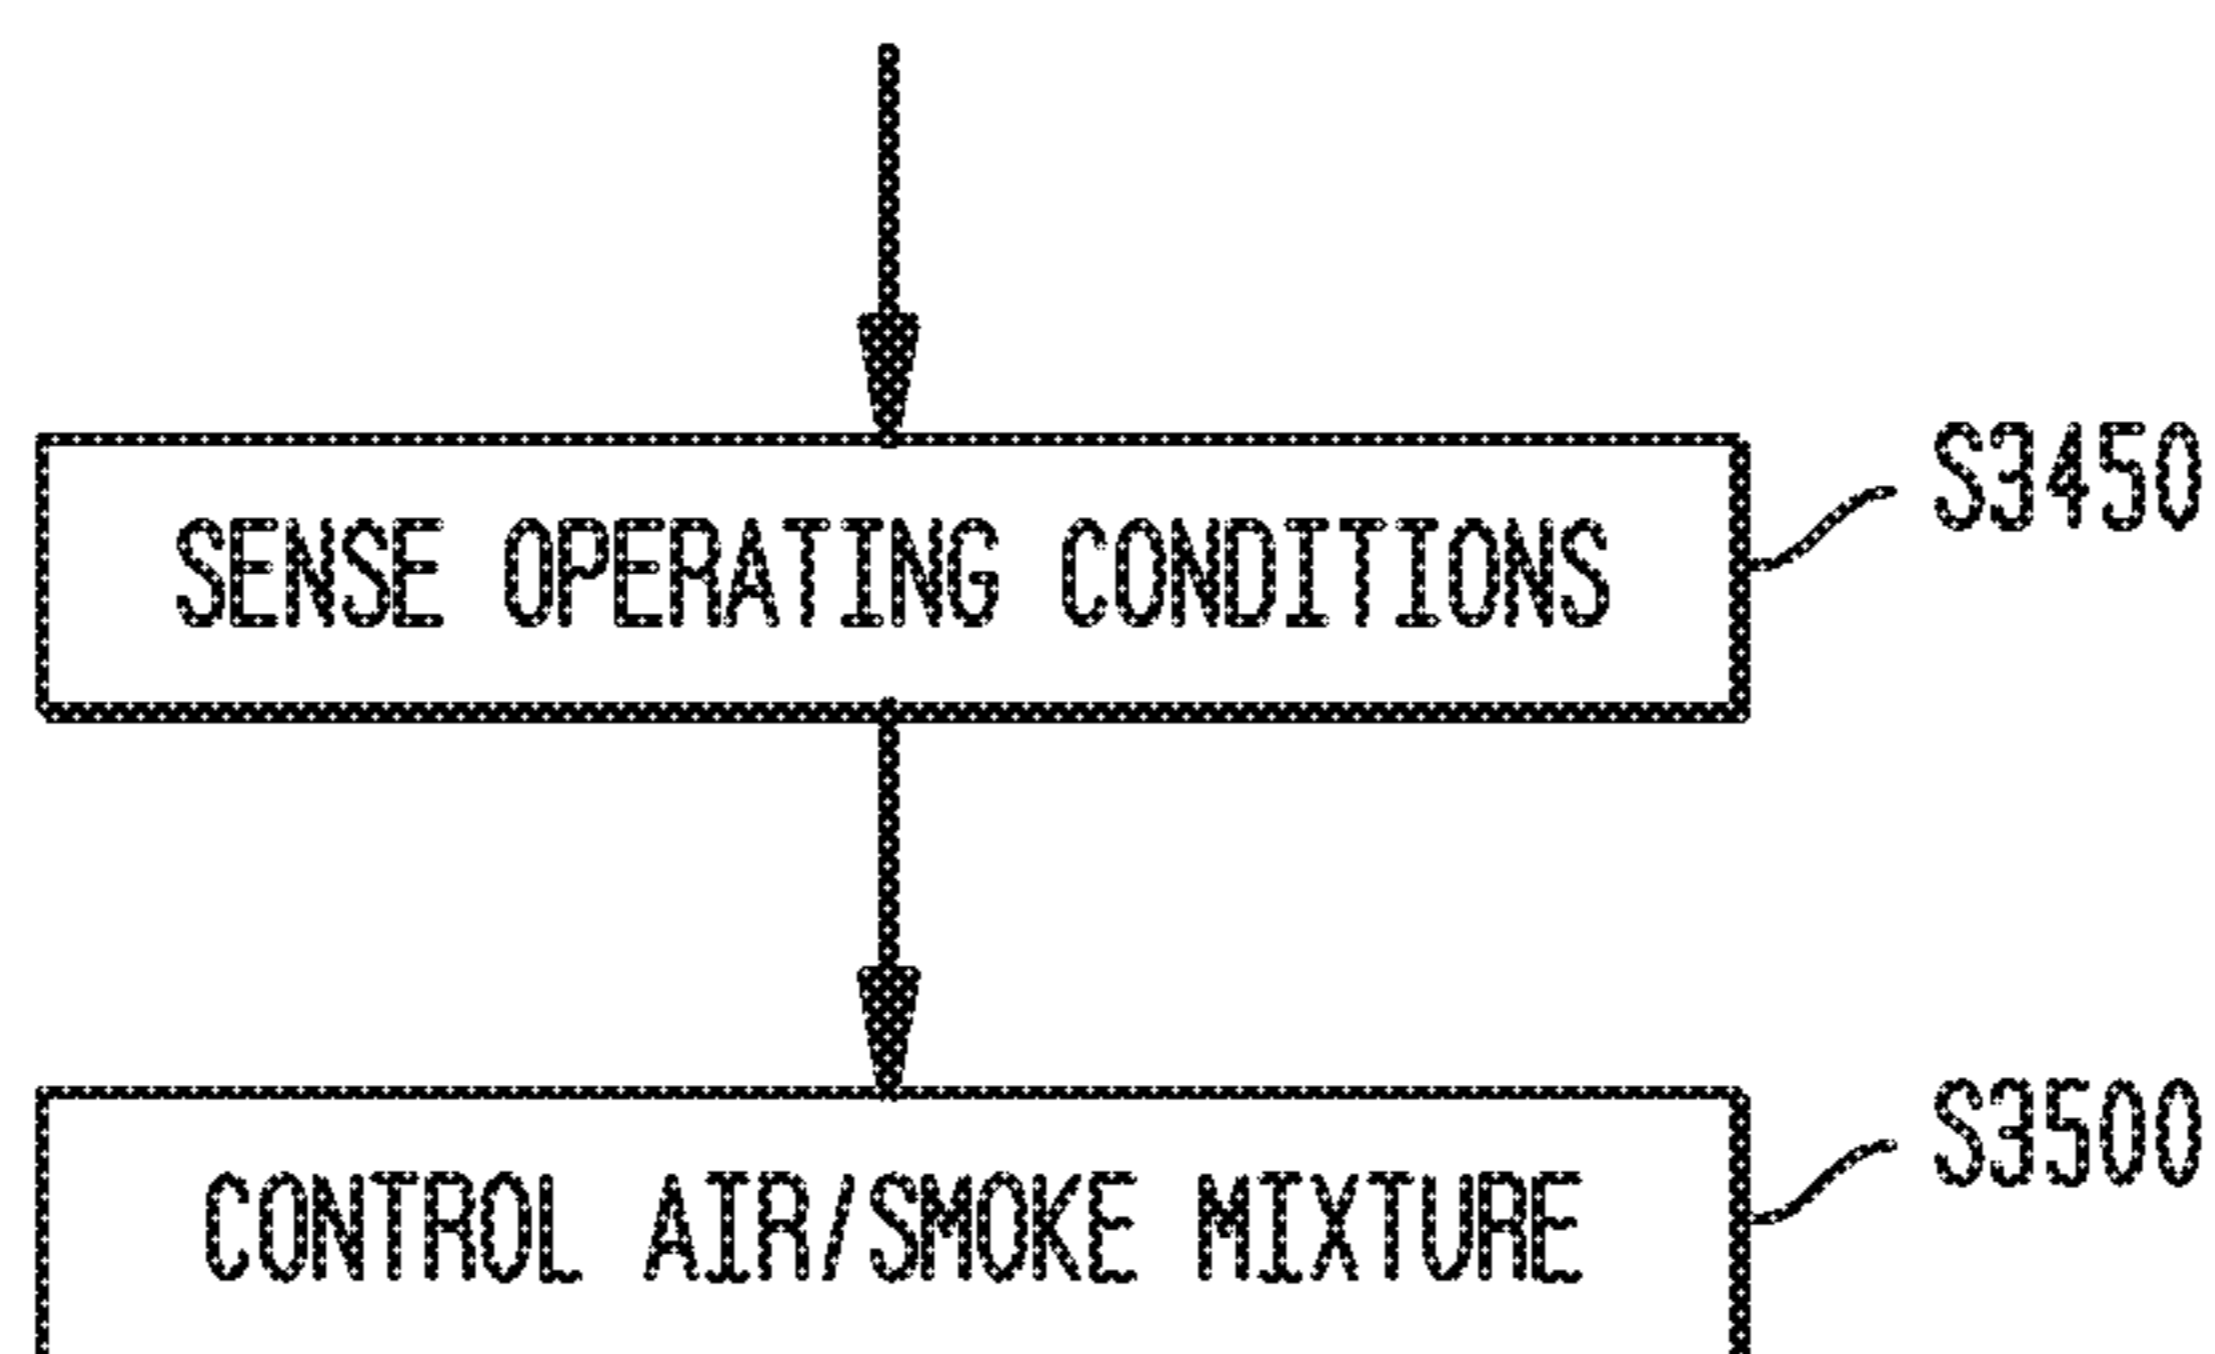 S3450
SENSE OPERATING CONDITIONS
S3500
CONTROL AIR/SMOKE MIXTURE